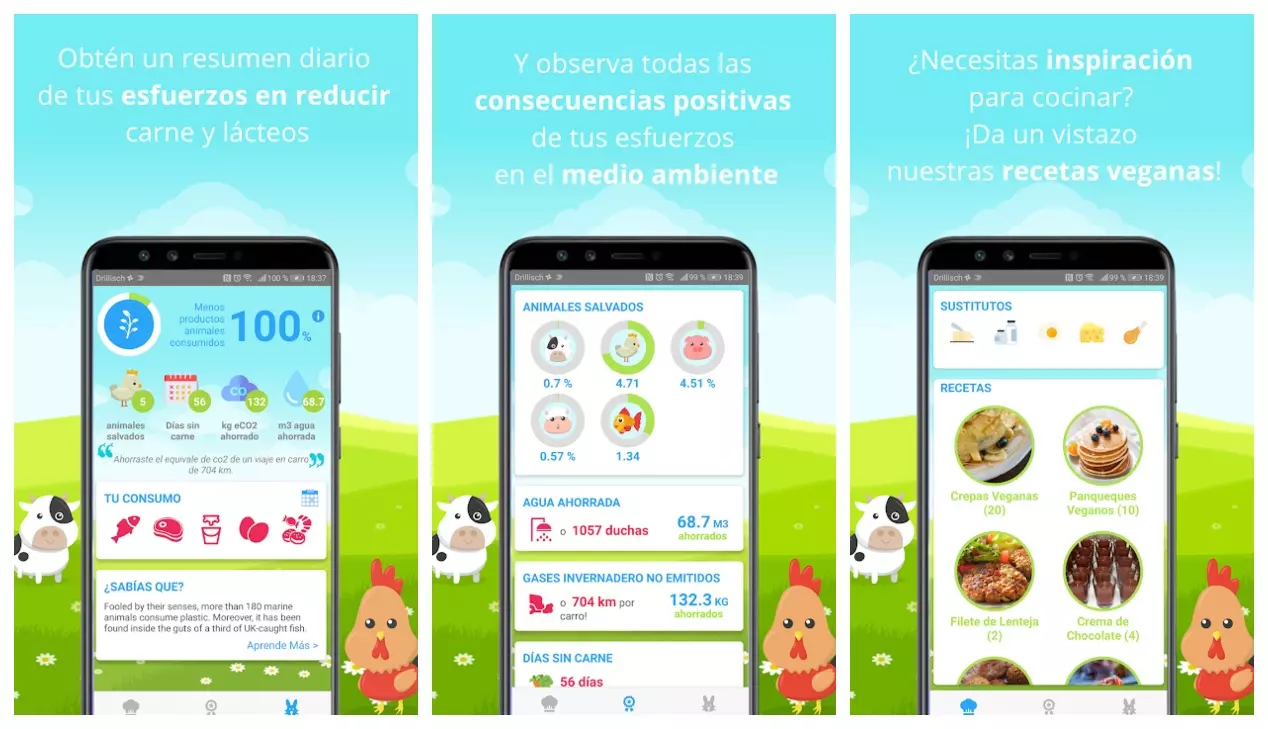 Obtén un resumen diario
de tus esfuerzos en reducir
carne y lácteos
Drillisch
100 % 18:37
Menos
productos
animales
consumidos
100%
5
56
CO
132
68.7
animales
salvados
Días sin
carne
kg eCO2
ahorrado
m3 agua
ahorrada
“Ahorraste el equivale de co2 de un viaje en carro”
de 704 km.
TU CONSUMO
¿SABÍAS QUE?
Fooled by their senses, more than 180 marine
animals consume plastic. Moreover, it has been
found inside the guts of a third of UK-caught fish.
Aprende Más >
Y observa todas las
consecuencias positivas
de tus esfuerzos
en el medio ambiente
Drillisch
99 % 18:39
ANIMALES SALVADOS
0.7 %
4.71
4.51 %
0.57 %
1.34
AGUA AHORRADA
o 1057 duchas
68.7 M3
ahorrados
GASES INVERNADERO NO EMITIDOS
o 704 km por
carro!
132.3 KG
ahorrados
DÍAS SIN CARNE
56 días
¿Necesitas inspiración
para cocinar?
¡Da un vistazo
nuestras recetas veganas!
Drillisch
99 % 18:39
SUSTITUTOS
RECETAS
Crepas Veganas
(20)
Panqueques
Veganos (10)
Filete de Lenteja
(2)
Crema de
Chocolate (4)